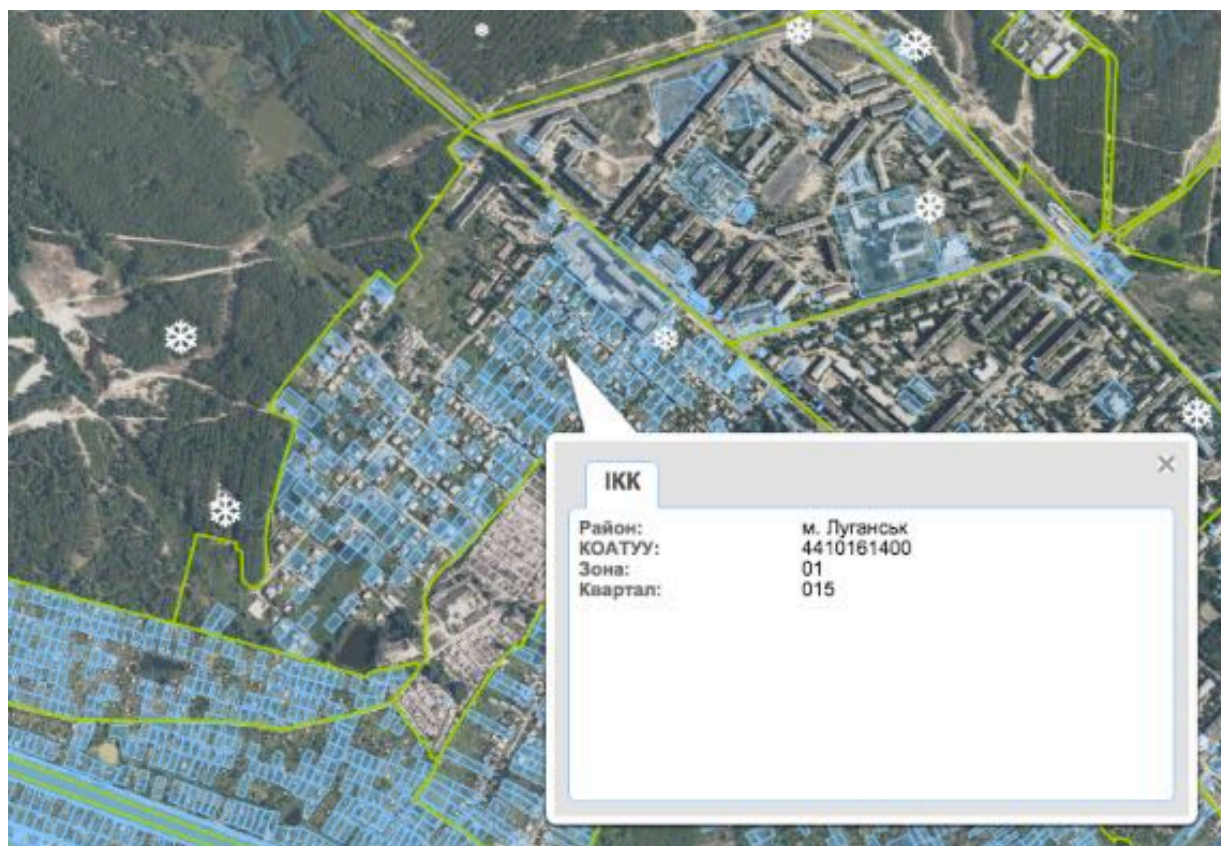 ІКК
Район: м. Луганськ
КОАТУУ: 4410161400
Зона: 01
Квартал: 015